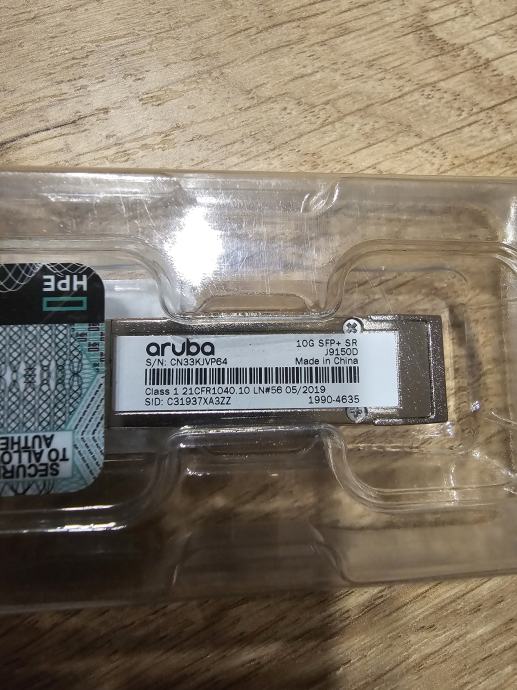 HPE
SECURE
TO ALLO
AUTHE
aruba
10G SFP+ SR
S/N: CN33KJVP64
J9150D
Made in China
Class 1 21CFR1040.10 LN#56 05/2019
SID: C31937XA3ZZ
1990-4635